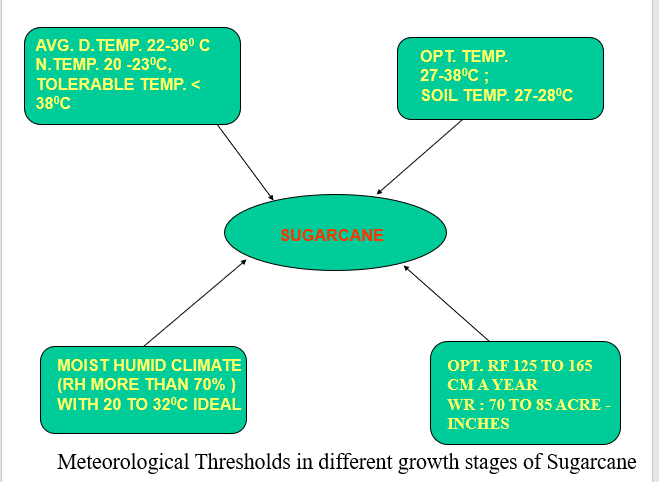 AVG. D.TEMP. 22-36⁰ C
N.TEMP. 20 -23⁰C,
TOLERABLE TEMP. <
38⁰C
OPT. TEMP.
27-38⁰C ;
SOIL TEMP. 27-28⁰C
SUGARCANE
MOIST HUMID CLIMATE
(RH MORE THAN 70% )
WITH 20 TO 32⁰C IDEAL
OPT. RF 125 TO 165
CM A YEAR
WR : 70 TO 85 ACRE -
INCHES
Meteorological Thresholds in different growth stages of Sugarcane